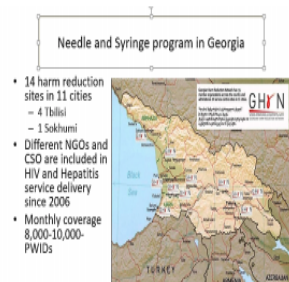 Needle and Syringe program in Georgia
• 14 harm reduction
sites in 11 cities
– 4 Tbilisi
– 1 Sokhumi
• Different NGOs and
CSO are included in
HIV and Hepatitis
service delivery
since 2006
• Monthly coverage
8,000-10,000-
PWIDs
GHRN
Black
Sea
TURKEY
AZERBAIJAN